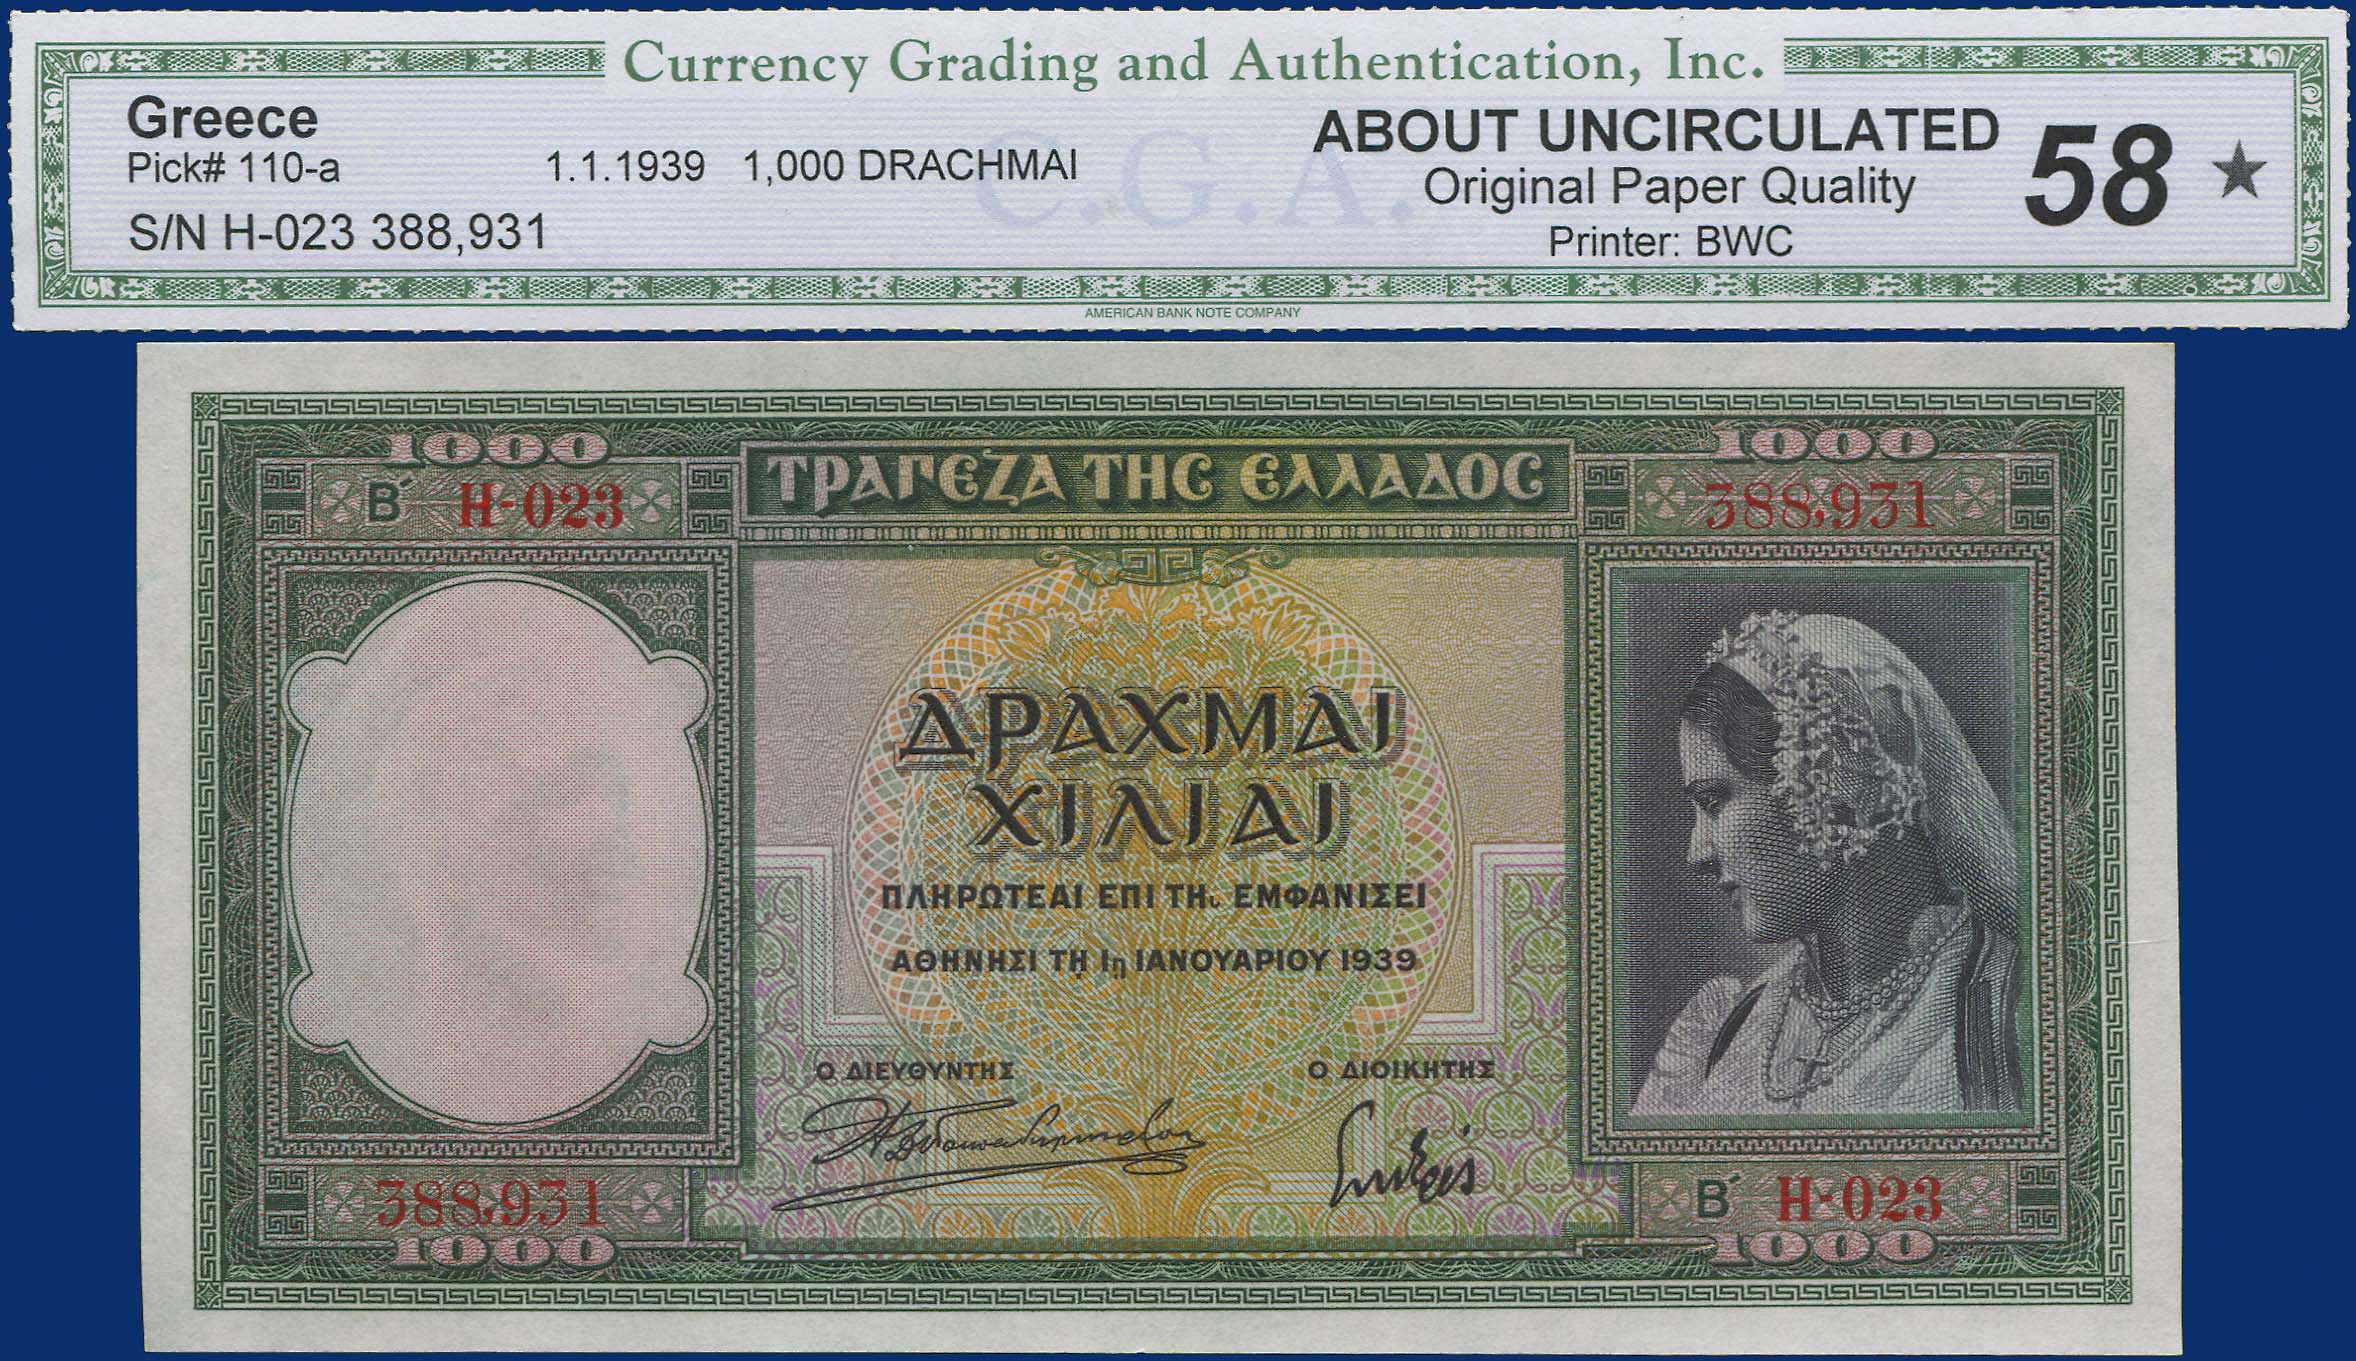 Currency Grading and Authentication, Inc.
Greece
Pick# 110-a 1.1.1939 1,000 DRACHMAI
S/N H-023 388,931
C.G.A.
ABOUT UNCIRCULATED
Original Paper Quality
Printer: BWC
58 ★
AMERICAN BANK NOTE COMPANY
1000 1000
Β´ Η-023 ΤΡΑΠΕΖΑ ΤΗΣ ΕΛΛΑΔΟΣ 388,931
ΔΡΑΧΜΑΙ
ΧΙΛΙΑΙ
ΠΛΗΡΩΤΕΑΙ ΕΠΙ ΤΗι ΕΜΦΑΝΙΣΕΙ
ΑΘΗΝΗΣΙ ΤΗ 1η ΙΑΝΟΥΑΡΙΟΥ 1939
Ο ΔΙΕΥΘΥΝΤΗΣ Ο ΔΙΟΙΚΗΤΗΣ
388,931 Β´ Η-023
1000 1000